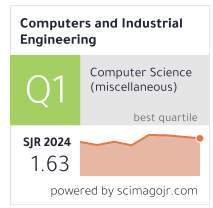 Computers and Industrial
Engineering
Q1
Computer Science
(miscellaneous)
best quartile
SJR 2024
1.63
powered by scimagojr.com